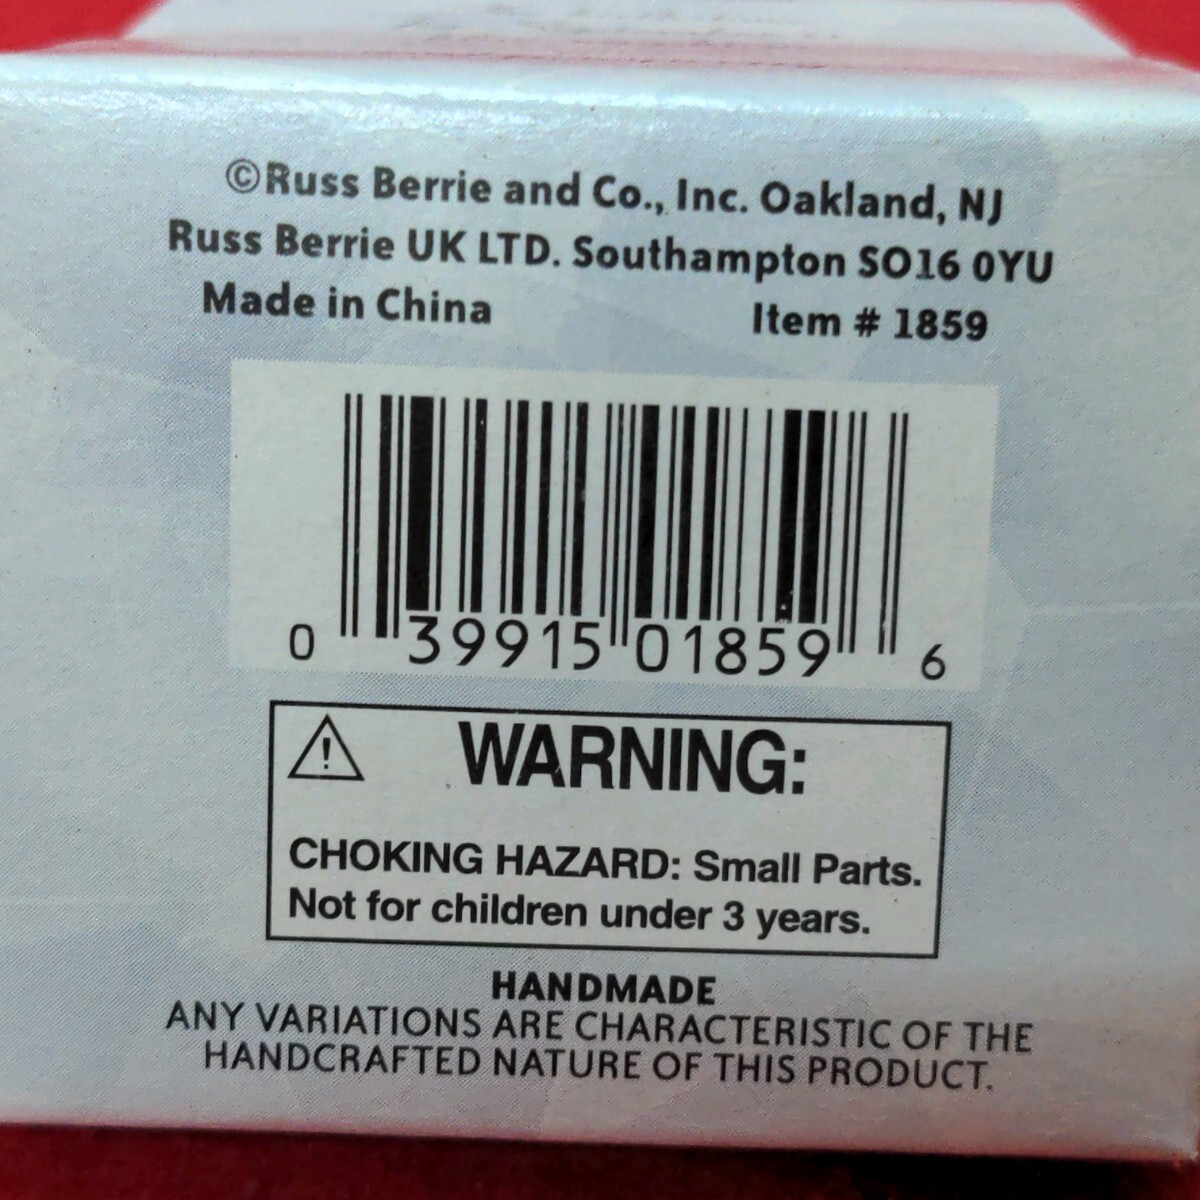 ©Russ Berrie and Co., Inc. Oakland, NJ
Russ Berrie UK LTD. Southampton SO16 0YU
Made in China Item # 1859
0 39915 01859 6
WARNING:
CHOKING HAZARD: Small Parts.
Not for children under 3 years.
HANDMADE
ANY VARIATIONS ARE CHARACTERISTIC OF THE
HANDCRAFTED NATURE OF THIS PRODUCT.